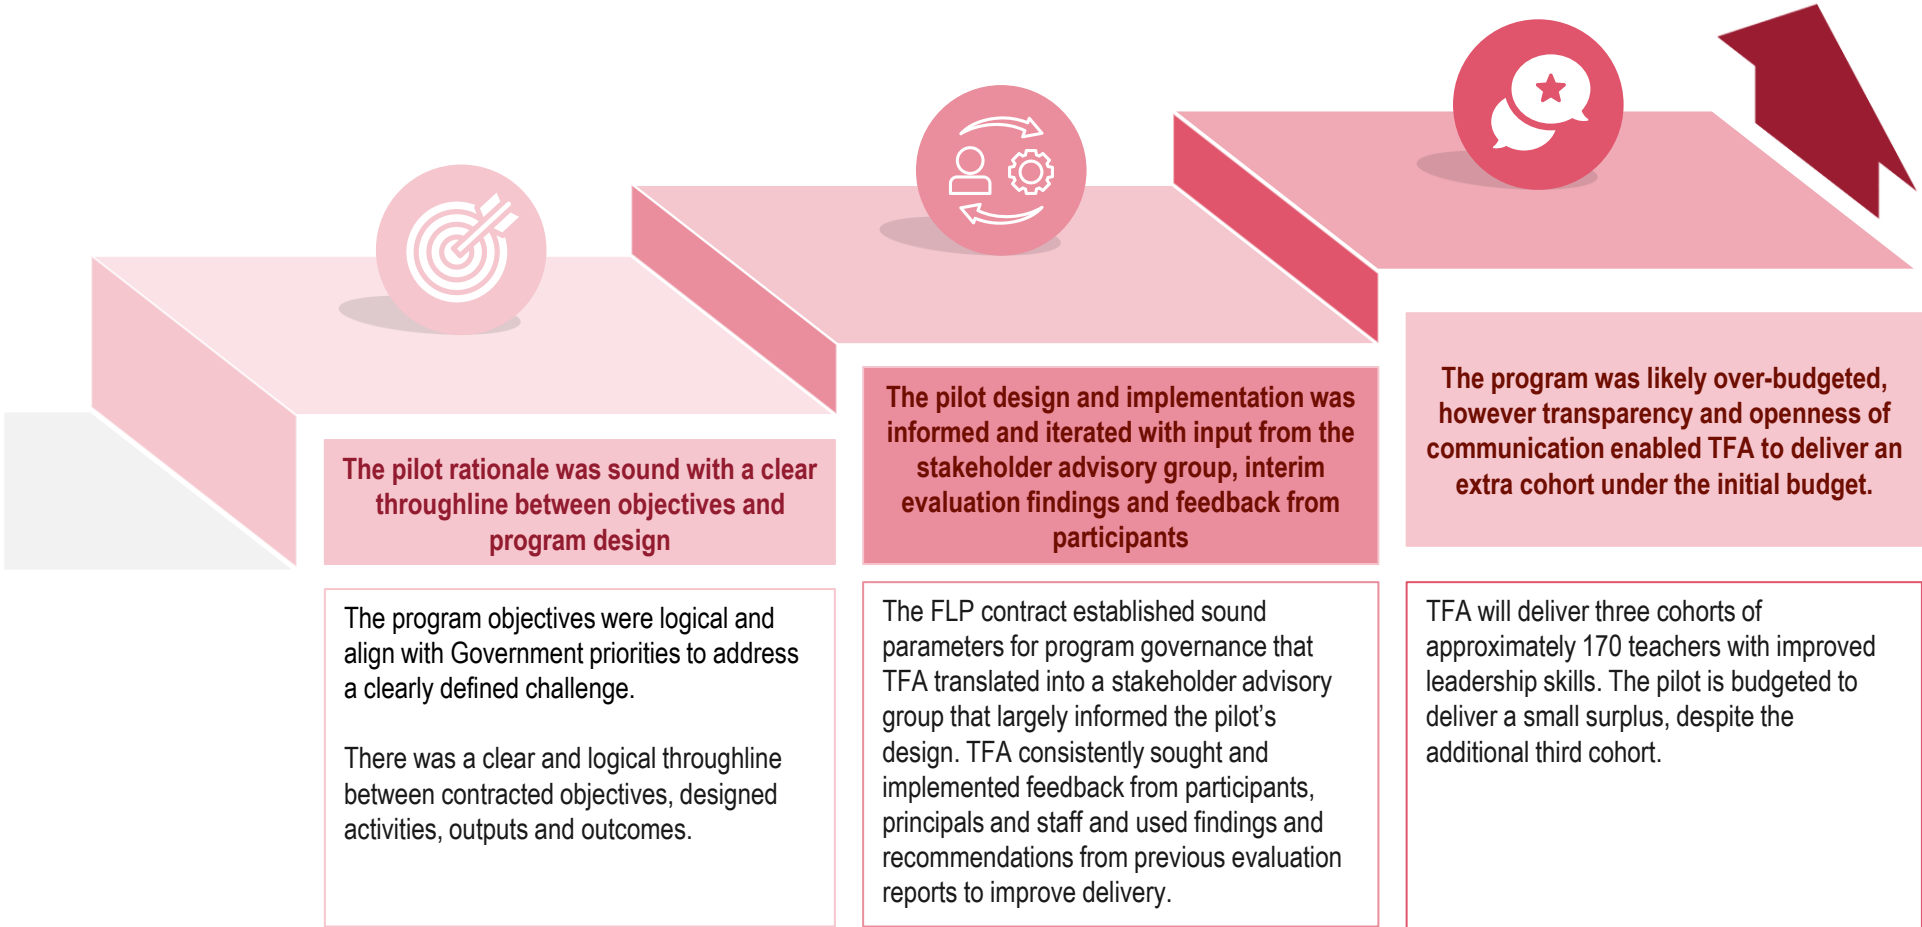 The pilot rationale was sound with a clear
throughline between objectives and
program design
The program objectives were logical and
align with Government priorities to address
a clearly defined challenge.
There was a clear and logical throughline
between contracted objectives, designed
activities, outputs and outcomes.
The pilot design and implementation was
informed and iterated with input from the
stakeholder advisory group, interim
evaluation findings and feedback from
participants
The FLP contract established sound
parameters for program governance that
TFA translated into a stakeholder advisory
group that largely informed the pilot’s
design. TFA consistently sought and
implemented feedback from participants,
principals and staff and used findings and
recommendations from previous evaluation
reports to improve delivery.
The program was likely over-budgeted,
however transparency and openness of
communication enabled TFA to deliver an
extra cohort under the initial budget.
TFA will deliver three cohorts of
approximately 170 teachers with improved
leadership skills. The pilot is budgeted to
deliver a small surplus, despite the
additional third cohort.